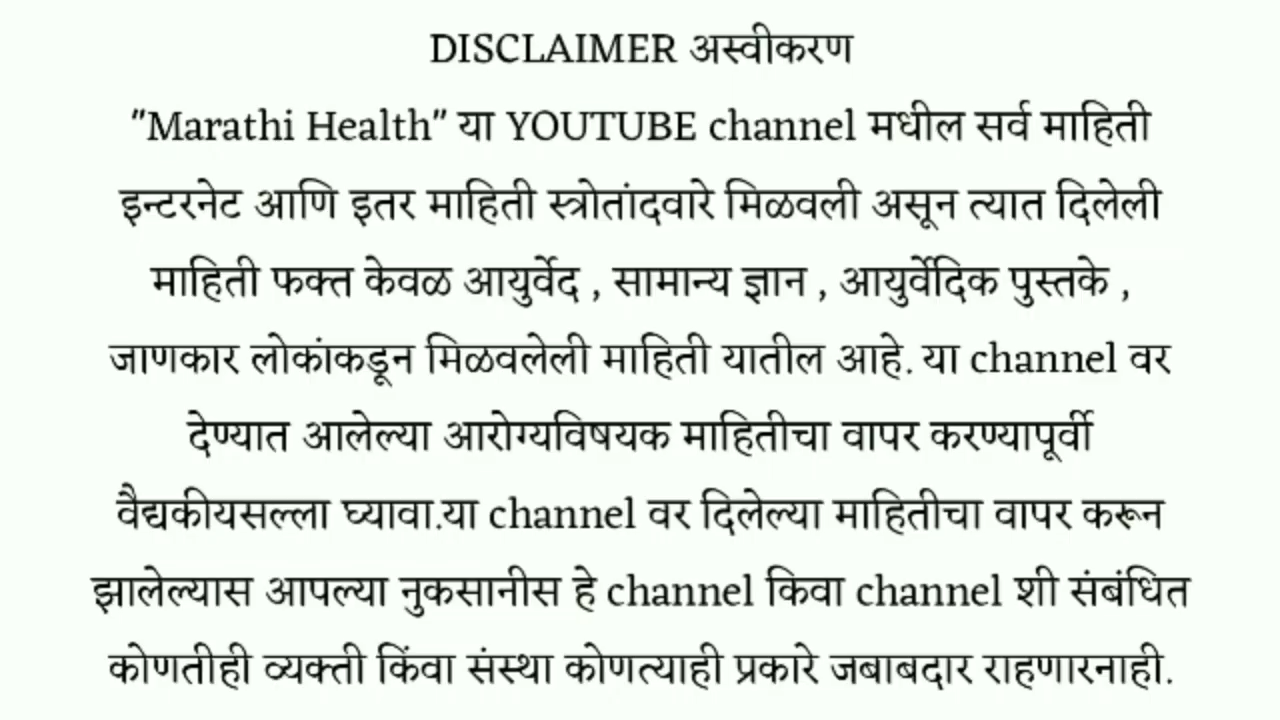 DISCLAIMER अस्वीकरण
"Marathi Health" या YOUTUBE channel मधील सर्व माहिती
इन्टरनेट आणि इतर माहिती स्त्रोतांदवारे मिळवली असून त्यात दिलेली
माहिती फक्त केवळ आयुर्वेद , सामान्य ज्ञान , आयुर्वेदिक पुस्तके ,
जाणकार लोकांकडून मिळवलेली माहिती यातील आहे. या channel वर
देण्यात आलेल्या आरोग्यविषयक माहितीचा वापर करण्यापूर्वी
वैद्यकीयसल्ला घ्यावा.या channel वर दिलेल्या माहितीचा वापर करून
झालेल्यास आपल्या नुकसानीस हे channel किवा channel शी संबंधित
कोणतीही व्यक्ती किंवा संस्था कोणत्याही प्रकारे जबाबदार राहणारनाही.